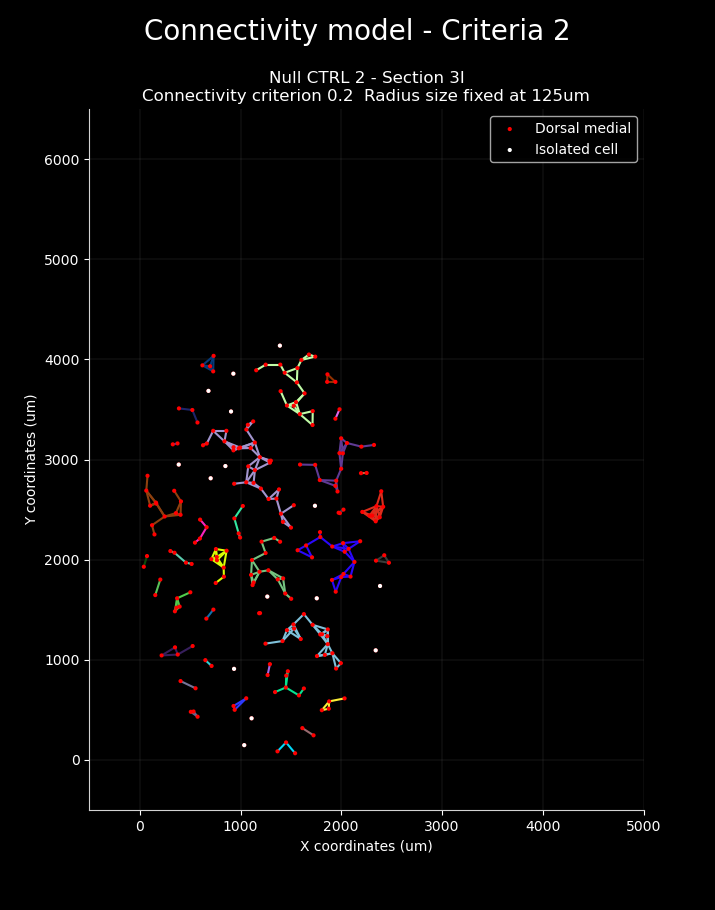 Connectivity model - Criteria 2
Null CTRL 2 - Section 3l
Connectivity criterion 0.2  Radius size fixed at 125um
Dorsal medial
Isolated cell
6000
5000
4000
3000
2000
1000
0
Y coordinates (um)
0 1000 2000 3000 4000 5000
X coordinates (um)